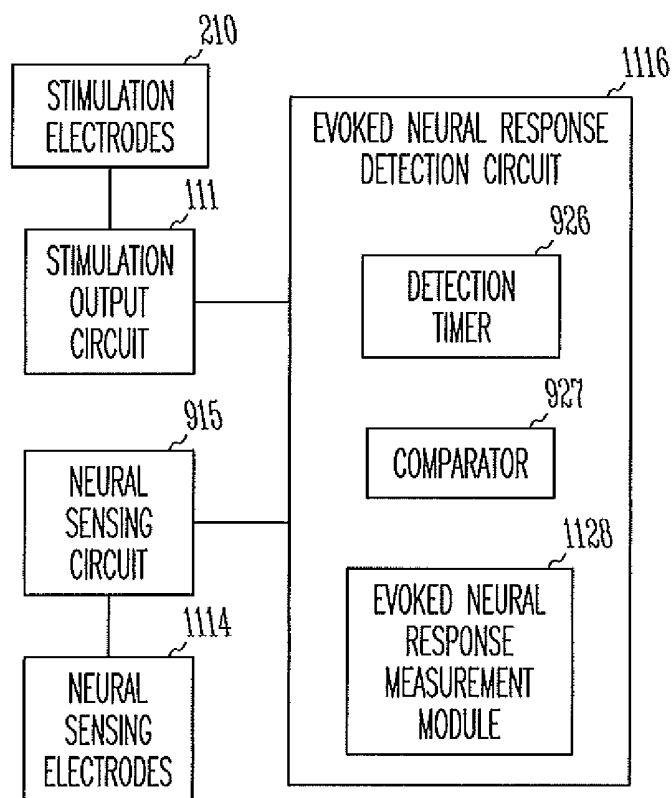 210
STIMULATION
ELECTRODES
111
STIMULATION
OUTPUT
CIRCUIT
915
NEURAL
SENSING
CIRCUIT
1114
NEURAL
SENSING
ELECTRODES
1116
EVOKED NEURAL RESPONSE
DETECTION CIRCUIT
926
DETECTION
TIMER
927
COMPARATOR
1128
EVOKED NEURAL
RESPONSE
MEASUREMENT
MODULE